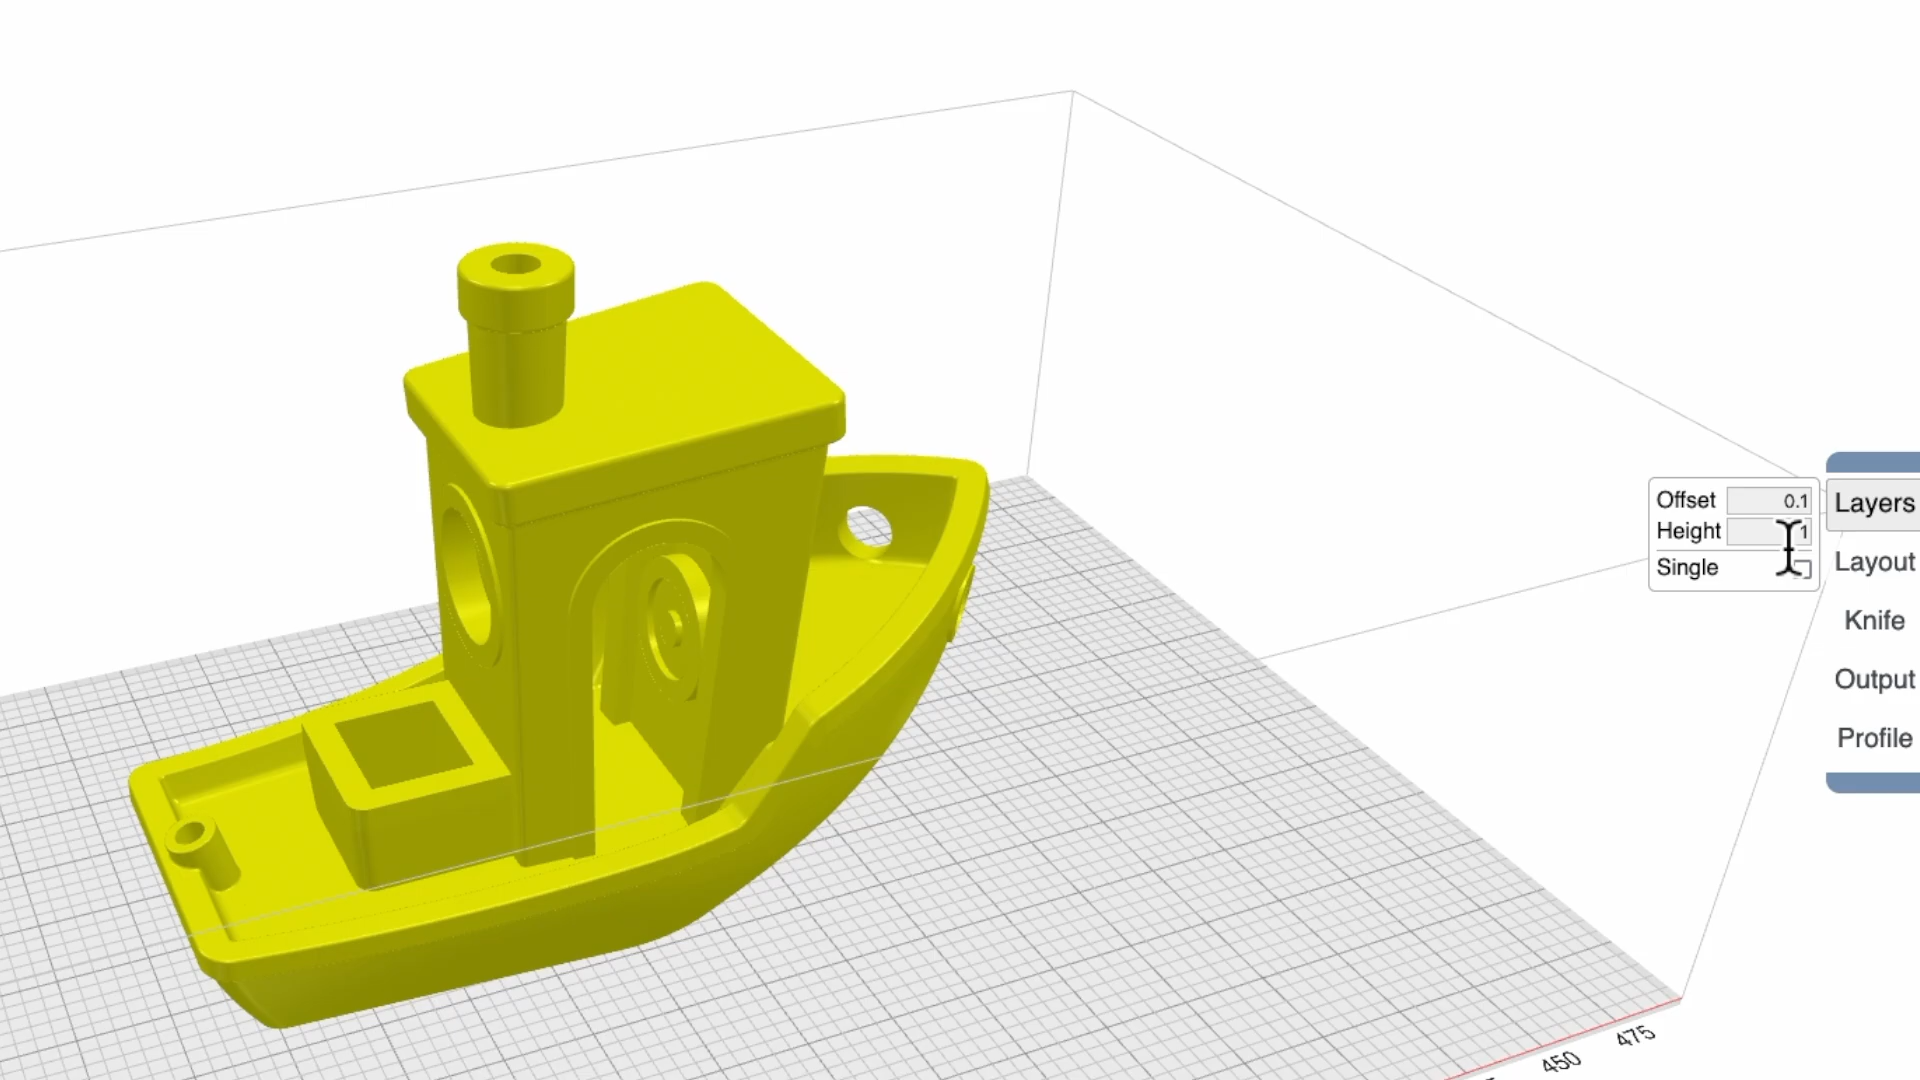 Offset 0.1
Height 1
Single
Layers
Layout
Knife
Output
Profile
475
450